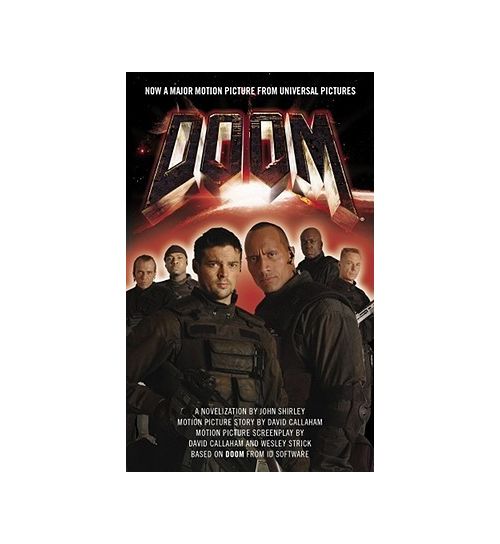 NOW A MAJOR MOTION PICTURE FROM UNIVERSAL PICTURES
DOOM
A NOVELIZATION BY JOHN SHIRLEY
MOTION PICTURE STORY BY DAVID CALLAHAM
MOTION PICTURE SCREENPLAY BY
DAVID CALLAHAM AND WESLEY STRICK
BASED ON DOOM FROM ID SOFTWARE